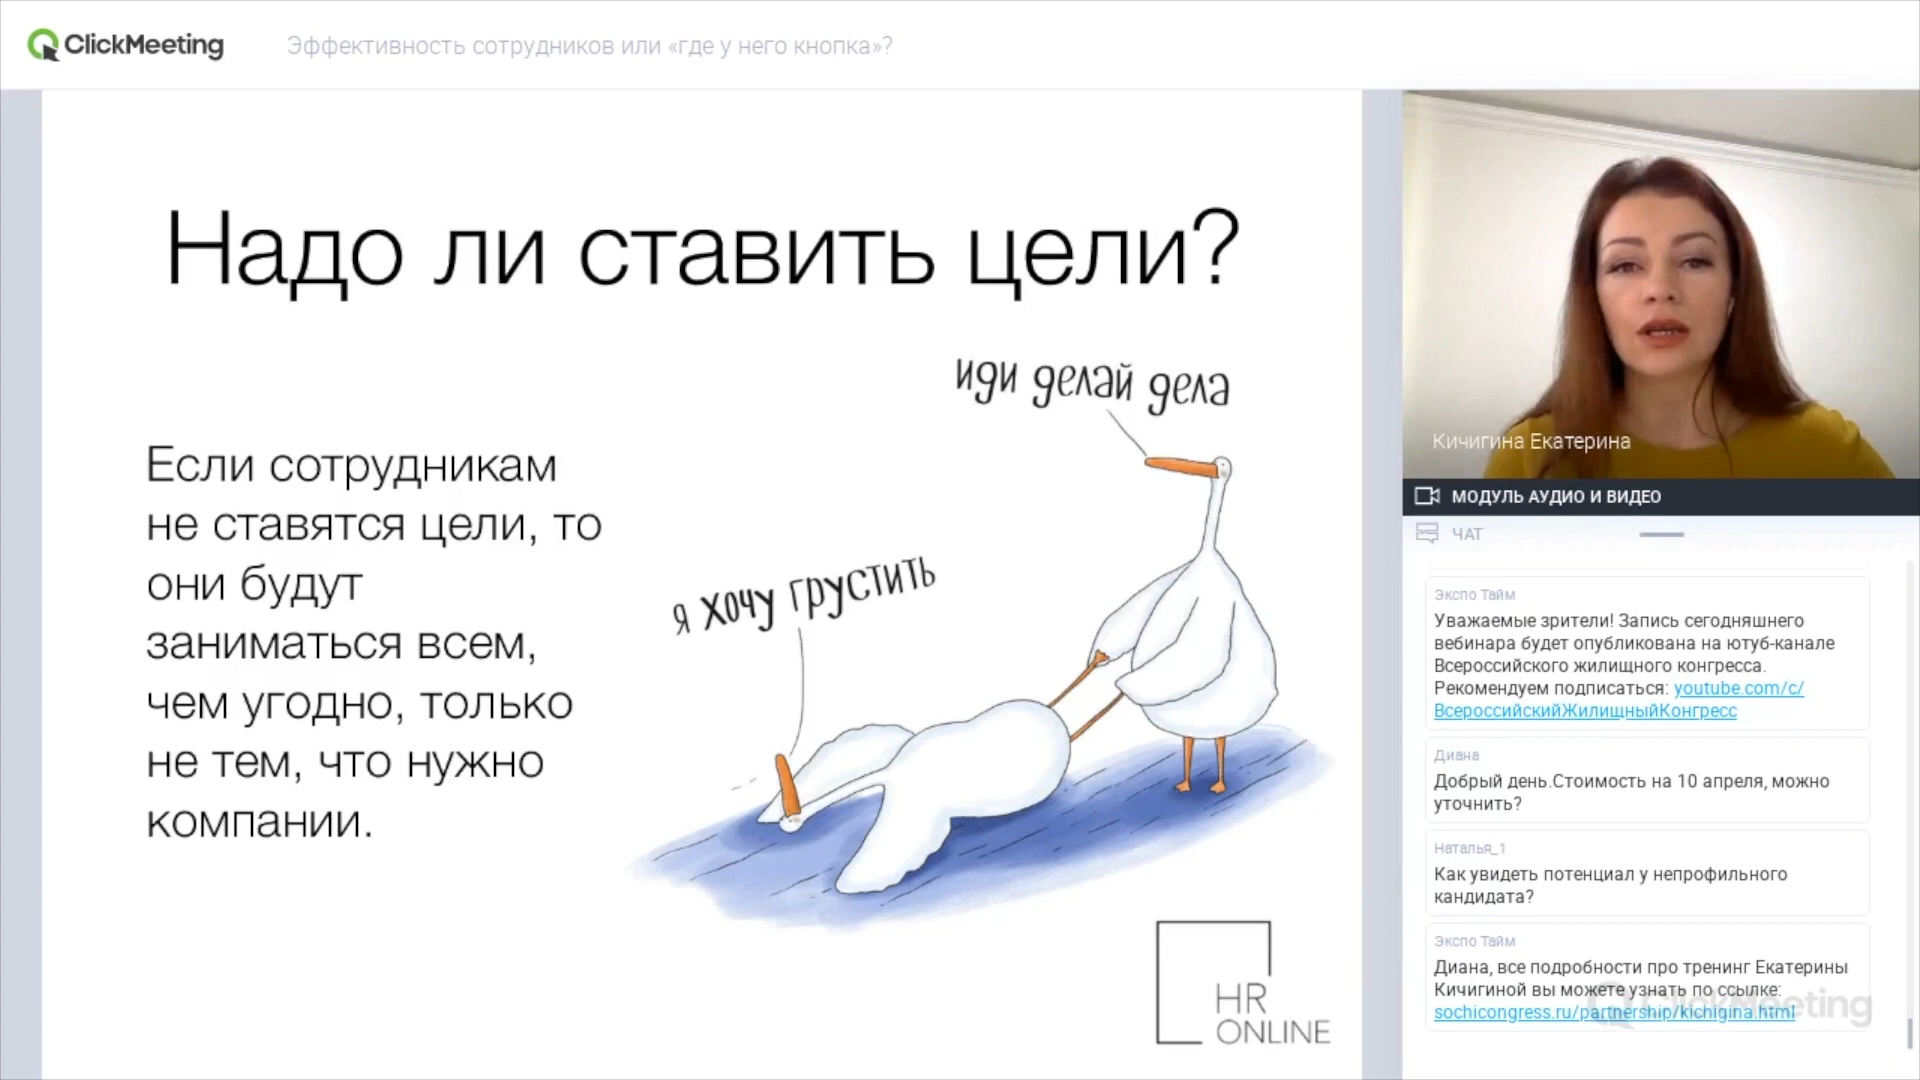 ClickMeeting
Эффективность сотрудников или «где у него кнопка»?
Надо ли ставить цели?
Если сотрудникам
не ставятся цели, то
они будут
заниматься всем,
чем угодно, только
не тем, что нужно
компании.
иди делай дела
я хочу грустить
HR
ONLINE
Кичигина Екатерина
МОДУЛЬ АУДИО И ВИДЕО
ЧАТ
Экспо Тайм
Уважаемые зрители! Запись сегодняшнего
вебинара будет опубликована на ютуб-канале
Всероссийского жилищного конгресса.
Рекомендуем подписаться: youtube.com/c/
ВсероссийскийЖилищныйКонгресс
Диана
Добрый день.Стоимость на 10 апреля, можно
уточнить?
Наталья_1
Как увидеть потенциал у непрофильного
кандидата?
Экспо Тайм
Диана, все подробности про тренинг Екатерины
Кичигиной вы можете узнать по ссылке:
sochicongress.ru/partnership/kichigina.html
ClickMeeting